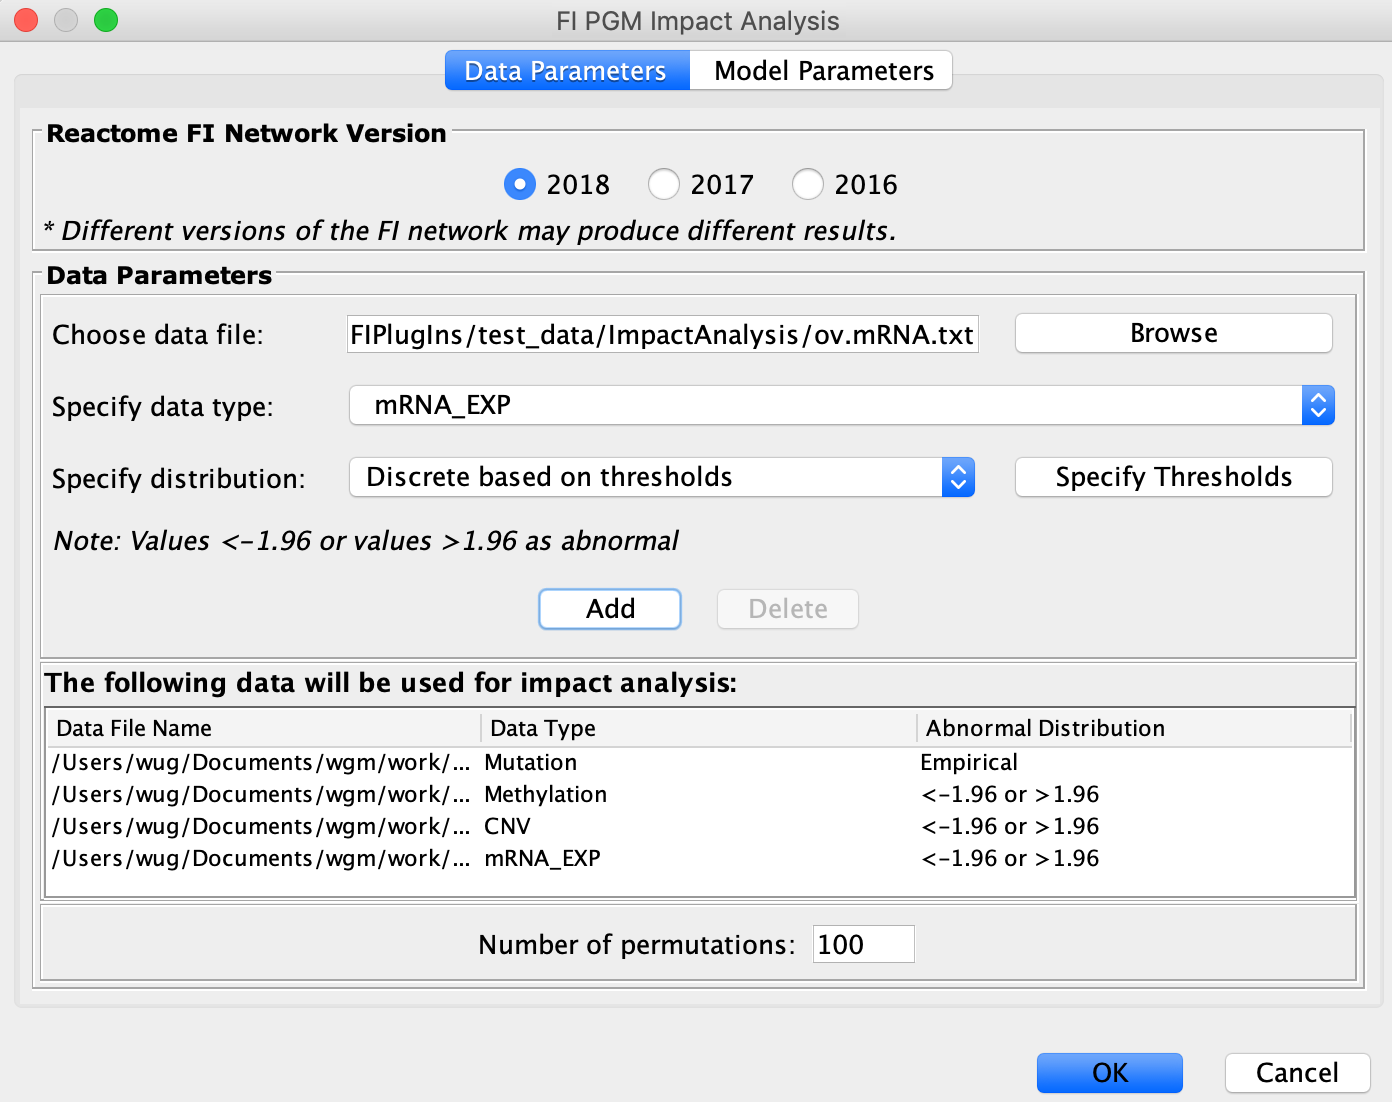 FI PGM Impact Analysis
Data Parameters Model Parameters
Reactome FI Network Version
2018 2017 2016
* Different versions of the FI network may produce different results.
Data Parameters
Choose data file: FIPlugIns/test_data/ImpactAnalysis/ov.mRNA.txt Browse
Specify data type: mRNA_EXP
Specify distribution: Discrete based on thresholds Specify Thresholds
Note: Values <-1.96 or values >1.96 as abnormal
Add Delete
The following data will be used for impact analysis:
Data File Name Data Type Abnormal Distribution
/Users/wug/Documents/wgm/work/... Mutation Empirical
/Users/wug/Documents/wgm/work/... Methylation <-1.96 or >1.96
/Users/wug/Documents/wgm/work/... CNV <-1.96 or >1.96
/Users/wug/Documents/wgm/work/... mRNA_EXP <-1.96 or >1.96
Number of permutations: 100
OK Cancel